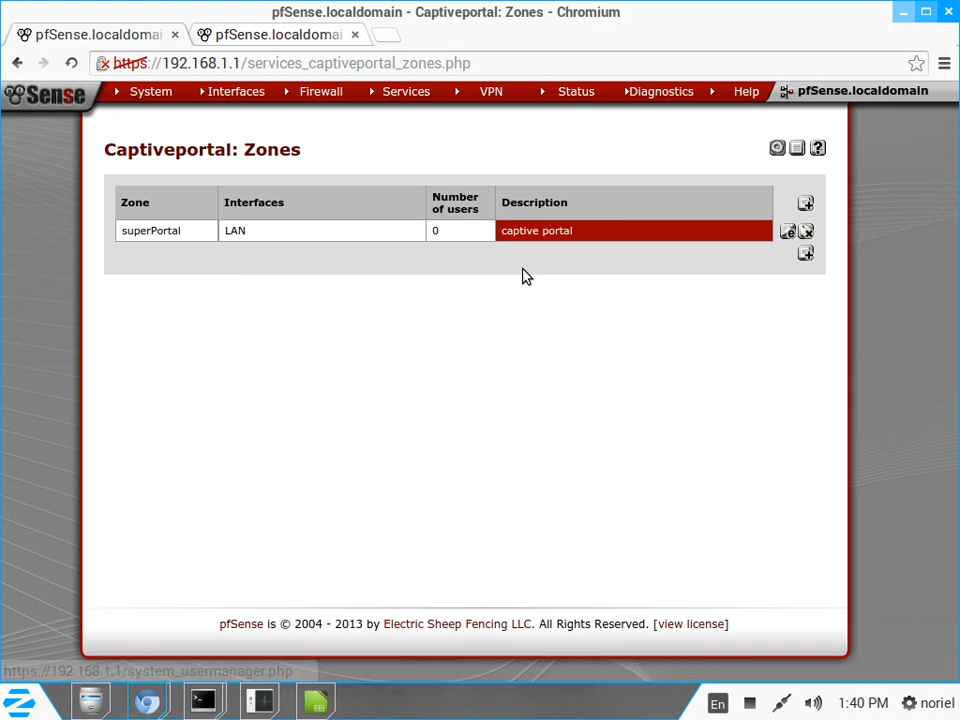 pfSense.localdomain - Captiveportal: Zones - Chromium
pfSense.localdomai × pfSense.localdomai ×
https://192.168.1.1/services_captiveportal_zones.php
Sense System Interfaces Firewall Services VPN Status Diagnostics Help pfSense.localdomain
Captiveportal: Zones
Zone Interfaces Number of users Description
superPortal LAN 0 captive portal
pfSense is © 2004 - 2013 by Electric Sheep Fencing LLC. All Rights Reserved. [view license]
https://192.168.1.1/system_usermanager.php
En 1:40 PM noriel